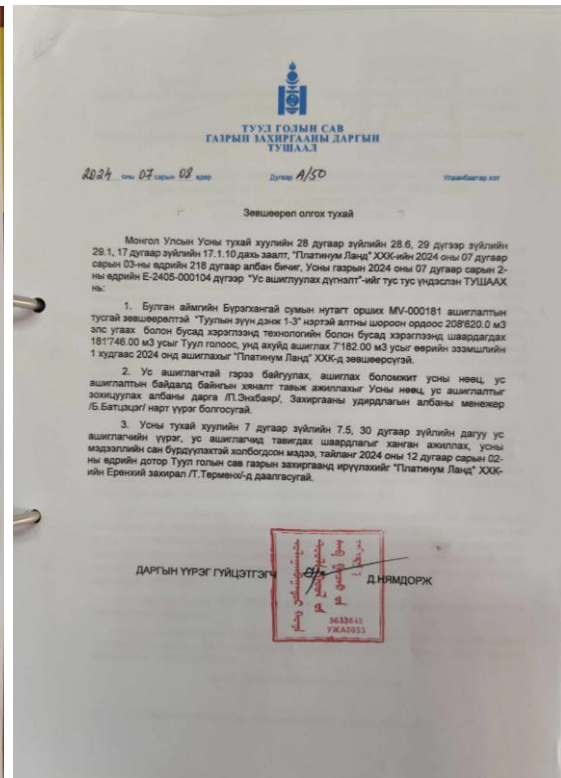 ТУУЛ ГОЛЫН САВ
ГАЗРЫН ЗАХИРГААНЫ ДАРГЫН
ТУШААЛ
2024 оны 07 сарын 08 өдөр Дугаар А/50 Улаанбаатар хот
Зөвшөөрөл олгох тухай
Монгол Улсын Усны тухай хуулийн 28 дугаар зүйлийн 28.6, 29 дүгээр зүйлийн
29.1, 17 дугаар зүйлийн 17.1.10 дахь заалт, "Платинум Ланд" ХХК-ийн 2024 оны 07 дугаар
сарын 03-ны өдрийн 218 дугаар албан бичиг, Усны газрын 2024 оны 07 дугаар сарын 2-
ны өдрийн Е-2405-000104 дүгээр "Ус ашиглуулах дүгнэлт"-ийг тус тус үндэслэн ТУШААХ
нь:
1. Булган аймгийн Бүрэгхангай сумын нутагт орших MV-000181 ашиглалтын
тусгай зөвшөөрөлтэй "Туулын зүүн дэнж 1-3" нэртэй алтны шороон ордоос 208'620.0 м3
элс угаах болон бусад хэрэглээнд технологийн болон бусад хэрэглээнд шаардагдах
181'746.00 м3 усыг Туул голоос, унд ахуйд ашиглах 7'182.00 м3 усыг өөрийн эзэмшлийн
1 худгаас 2024 онд ашиглахыг "Платинум Ланд" ХХК-д зөвшөөрсүгэй.
2. Ус ашиглагчтай гэрээ байгуулах, ашиглах боломжит усны нөөц, ус
ашиглалтын байдалд байнгын хяналт тавьж ажиллахыг Усны нөөц, ус ашиглалтыг
зохицуулах албаны дарга /П.Энхбаяр/, Захиргааны удирдлагын албаны менежер
/Б.Батцэцэг/ нарт үүрэг болгосугай.
3. Усны тухай хуулийн 7 дугаар зүйлийн 7.5, 30 дугаар зүйлийн дагуу ус
ашиглагчийн үүрэг, ус ашиглагчид тавигдах шаардлагыг ханган ажиллах, усны
мэдээллийн сан бүрдүүлэхтэй холбогдсон мэдээ, тайланг 2024 оны 12 дугаар сарын 02-
ны өдрийн дотор Туул голын сав газрын захиргаанд ирүүлэхийг "Платинум Ланд" ХХК-
ийн Ерөнхий захирал /Т.Төрмөнх/-д даалгасугай.
ДАРГЫН ҮҮРЭГ ГҮЙЦЭТГЭГЧ Д.НЯМДОРЖ
9633640
УЖА0053